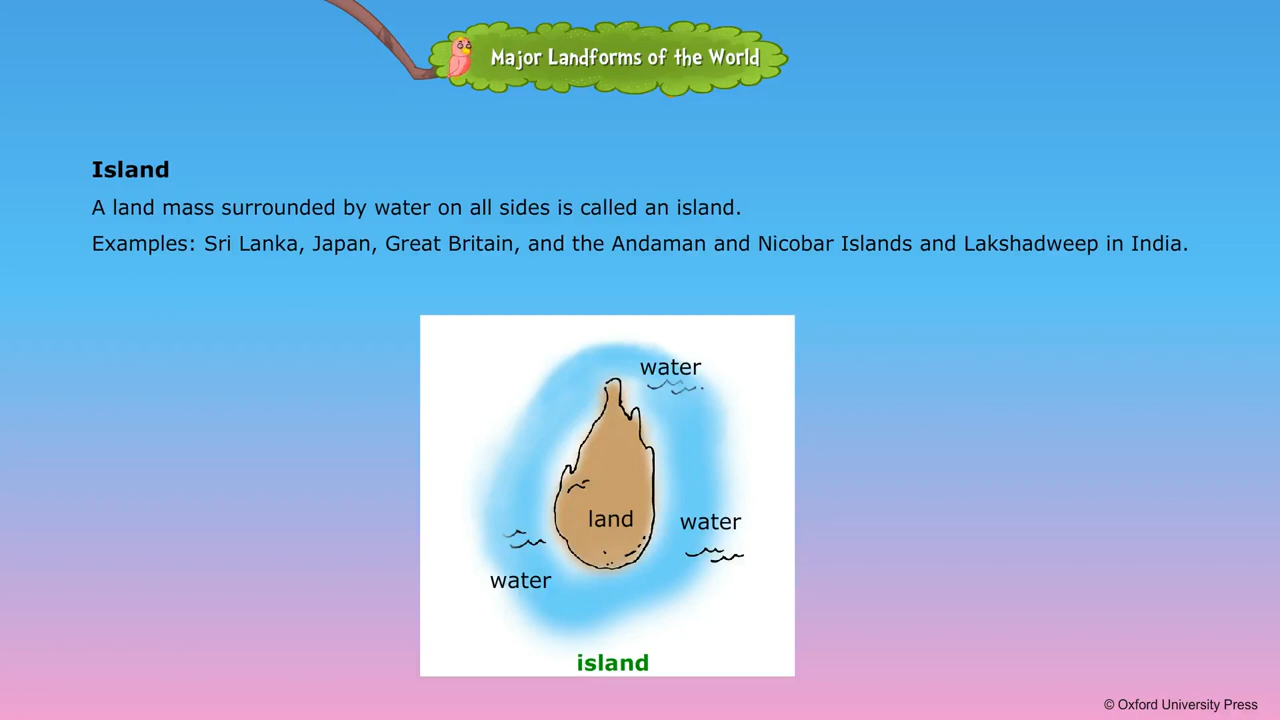 Major Landforms of the World
Island
A land mass surrounded by water on all sides is called an island.
Examples: Sri Lanka, Japan, Great Britain, and the Andaman and Nicobar Islands and Lakshadweep in India.
water
land
water
water
island
© Oxford University Press